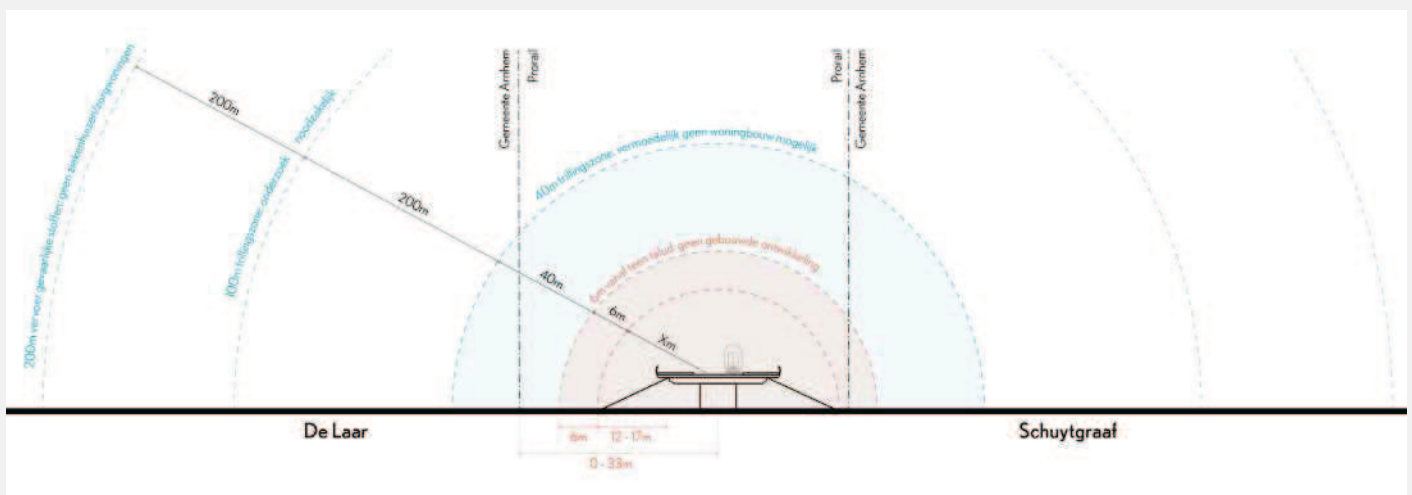 200m vervoer gevaarlijke stoffen: geen ziekenhuizen/zorgwoningen
200m
100m trillingszone: onderzoek noodzakelijk
200m
Gemeente Arnhem
Prorail
Prorail
Gemeente Arnhem
40m trillingszone: vermoedelijk geen woningbouw mogelijk
40m
6m vanaf teen talud: geen gebouwde ontwikkeling
6m
Xm
De Laar
Schuytgraaf
6m
12 - 17m
0 - 33m